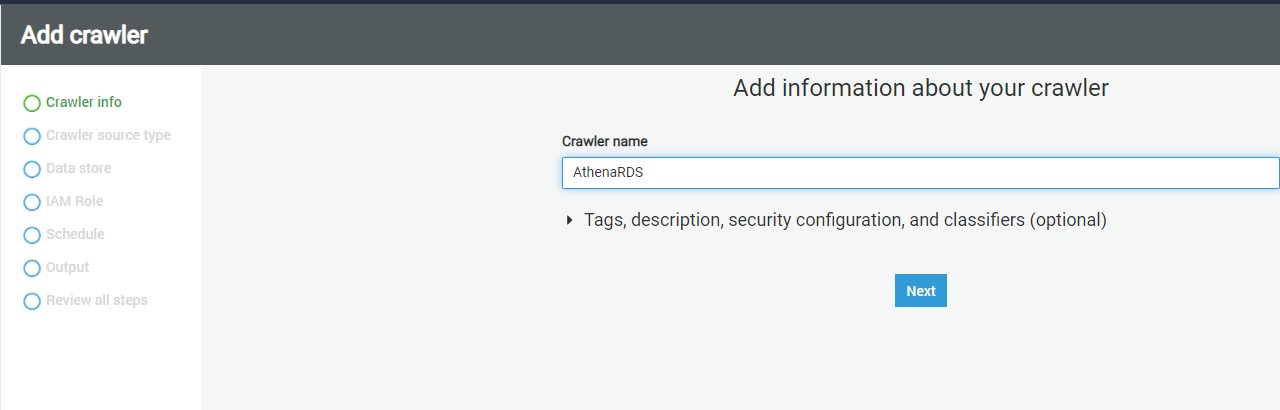 Add crawler
Crawler info
Crawler source type
Data store
IAM Role
Schedule
Output
Review all steps
Add information about your crawler
Crawler name
AthenaRDS
Tags, description, security configuration, and classifiers (optional)
Next